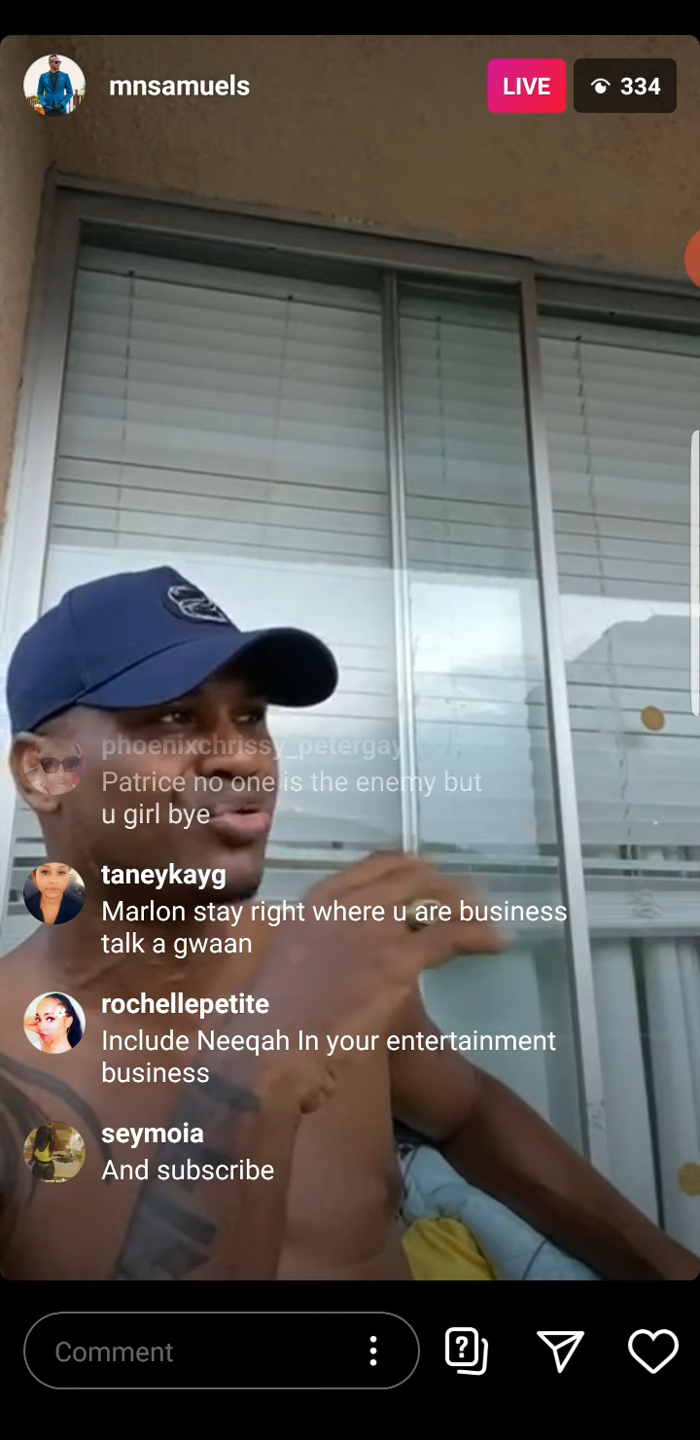 mnsamuels
LIVE
334
phoenixchrissy_petergay
Patrice no one is the enemy but
u girl bye
taneykayg
Marlon stay right where u are business
talk a gwaan
rochellepetite
Include Neeqah In your entertainment
business
seymoia
And subscribe
Comment